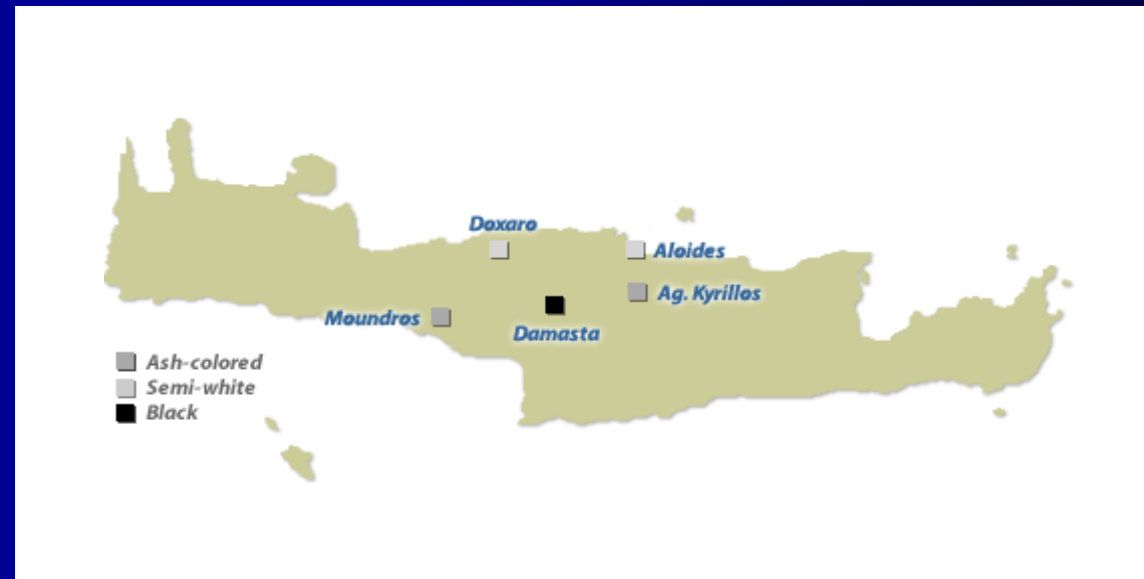 Doxaro
Aloides
Ag. Kyrillos
Moundros
Damasta
Ash-colored
Semi-white
Black